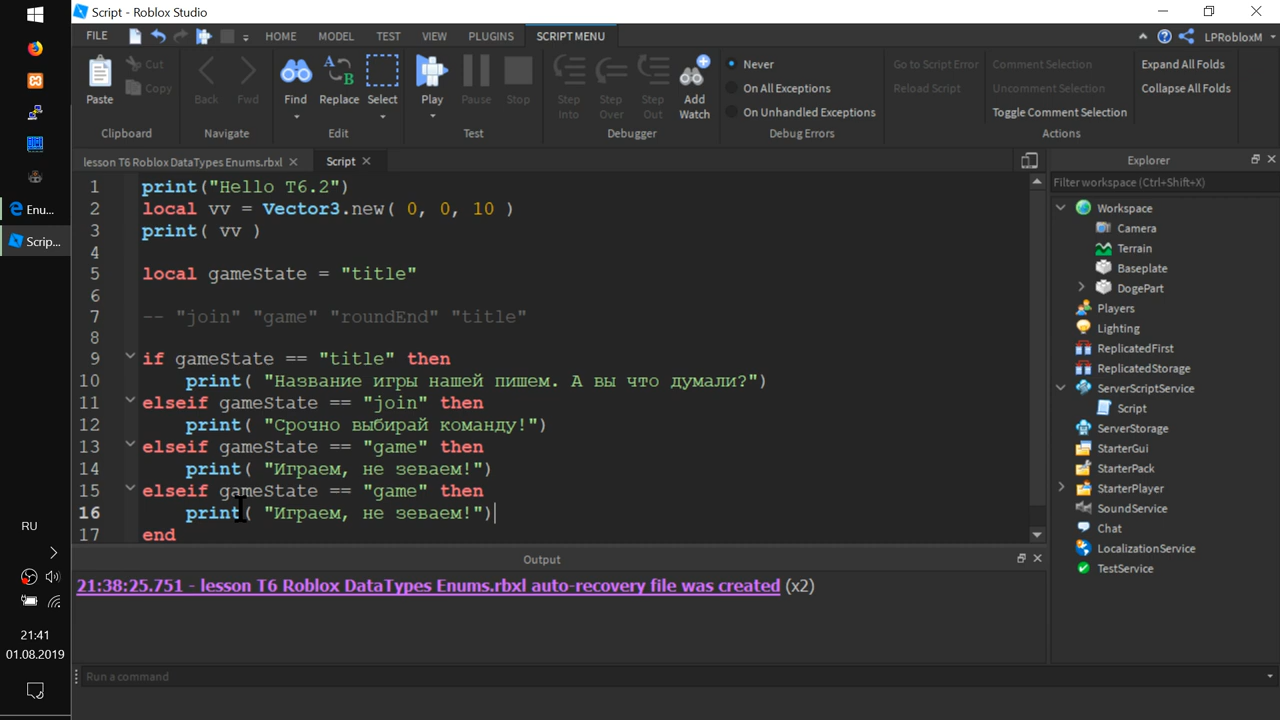 Script - Roblox Studio
FILE HOME MODEL TEST VIEW PLUGINS SCRIPT MENU LPRobloxM
Paste Cut Copy Back Fwd Find Replace Select Play Pause Stop Step Into Step Over Step Out Add Watch
Never
On All Exceptions
On Unhandled Exceptions
Go to Script Error
Reload Script
Comment Selection
Uncomment Selection
Toggle Comment Selection
Expand All Folds
Collapse All Folds
Clipboard Navigate Edit Test Debugger Debug Errors Actions
lesson T6 Roblox DataTypes Enums.rbxl Script
1 print("Hello T6.2")
2 local vv = Vector3.new( 0, 0, 10 )
3 print( vv )
4
5 local gameState = "title"
6
7 -- "join" "game" "roundEnd" "title"
8
9 if gameState == "title" then
10 print( "Название игры нашей пишем. А вы что думали?")
11 elseif gameState == "join" then
12 print( "Срочно выбирай команду!")
13 elseif gameState == "game" then
14 print( "Играем, не зеваем!")
15 elseif gameState == "game" then
16 print( "Играем, не зеваем!")
17 end
Explorer
Filter workspace (Ctrl+Shift+X)
Workspace
Camera
Terrain
Baseplate
DogePart
Players
Lighting
ReplicatedFirst
ReplicatedStorage
ServerScriptService
Script
ServerStorage
StarterGui
StarterPack
StarterPlayer
SoundService
Chat
LocalizationService
TestService
Output
21:38:25.751 - lesson T6 Roblox DataTypes Enums.rbxl auto-recovery file was created (x2)
Run a command
Enu...
Scrip...
RU
21:41
01.08.2019